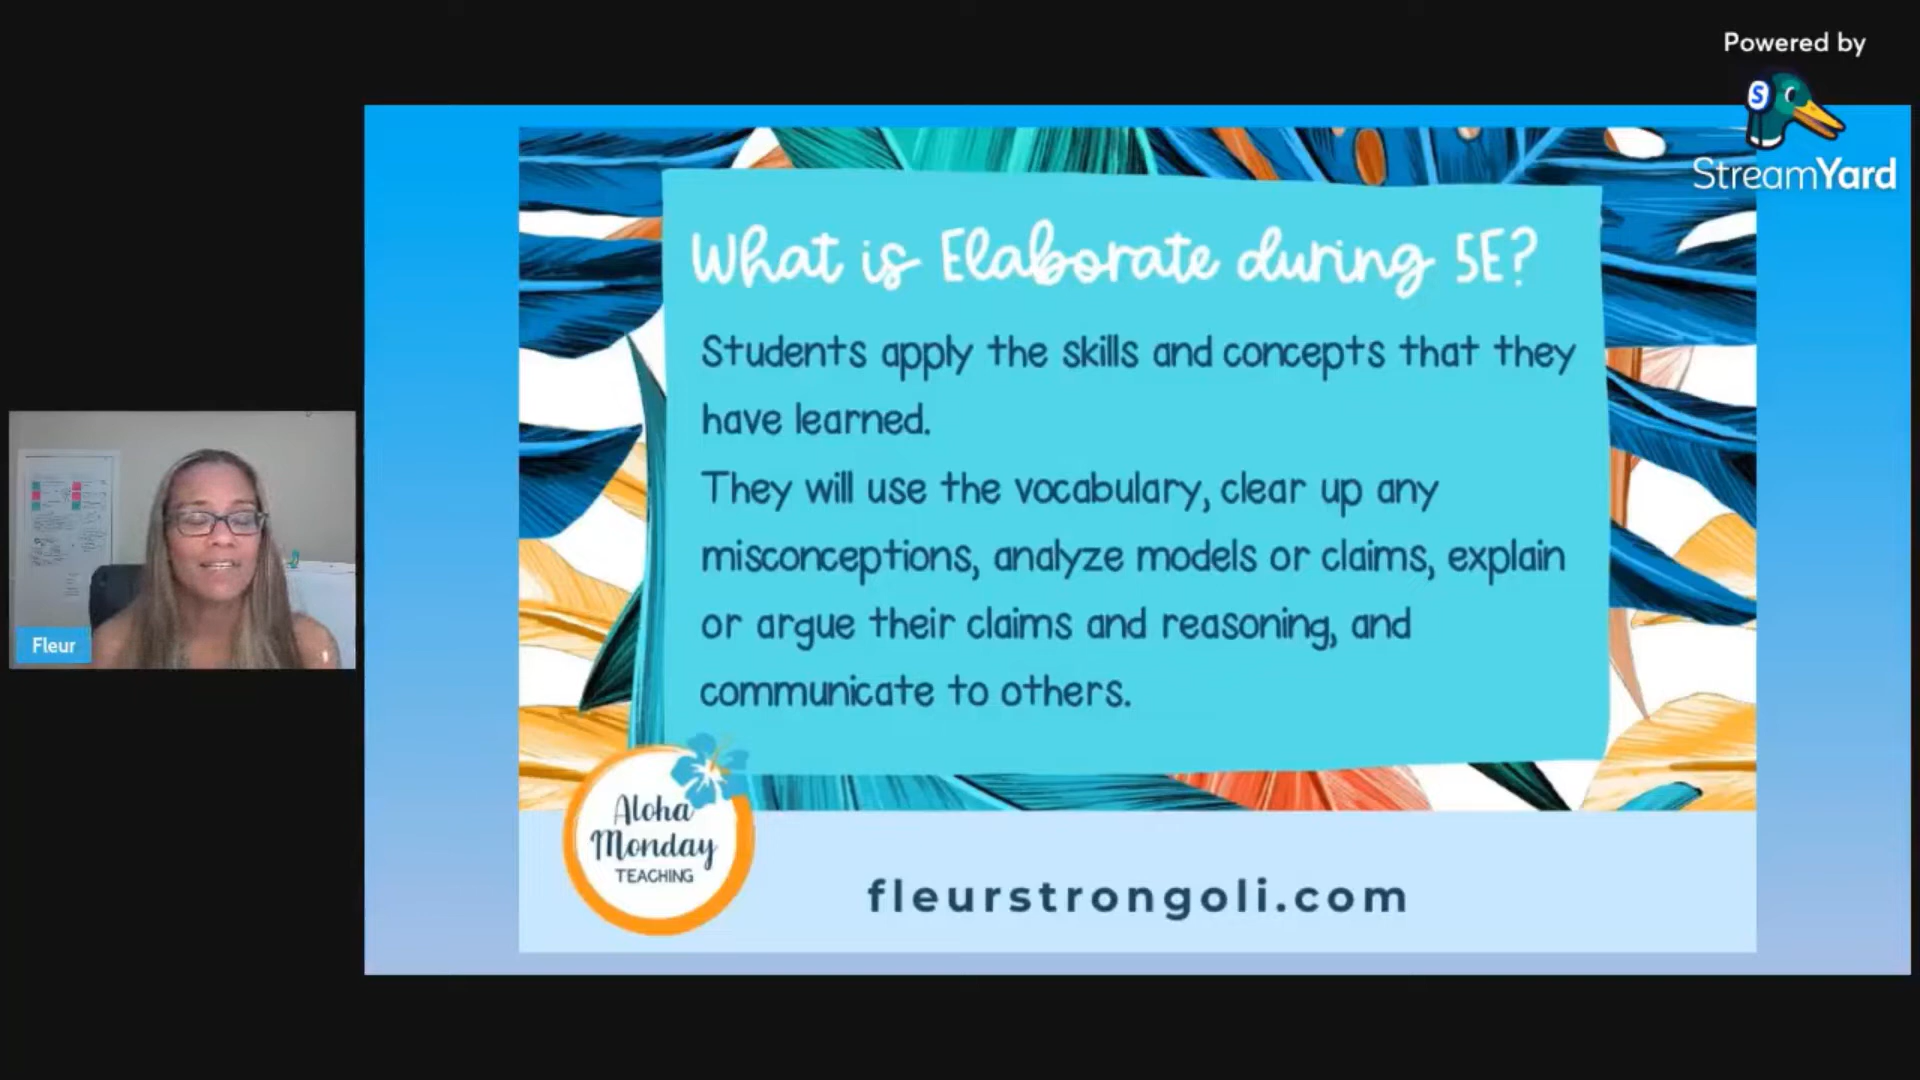 Powered by
StreamYard
What is Elaborate during 5E?
Students apply the skills and concepts that they
have learned.
They will use the vocabulary, clear up any
misconceptions, analyze models or claims, explain
or argue their claims and reasoning, and
communicate to others.
Fleur
Aloha
Monday
TEACHING
fleurstrongoli.com